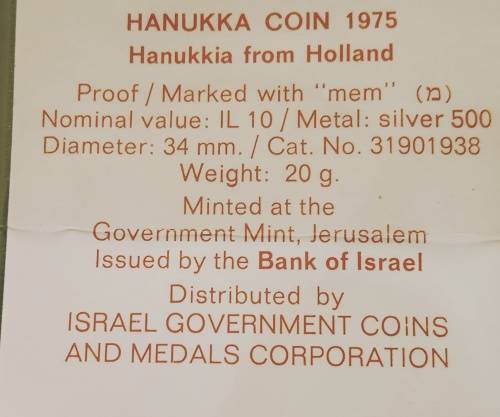 HANUKKA COIN 1975
Hanukkia from Holland
Proof / Marked with "mem" (מ)
Nominal value: IL 10 / Metal: silver 500
Diameter: 34 mm. / Cat. No. 31901938
Weight: 20 g.
Minted at the
Government Mint, Jerusalem
Issued by the Bank of Israel
Distributed by
ISRAEL GOVERNMENT COINS
AND MEDALS CORPORATION